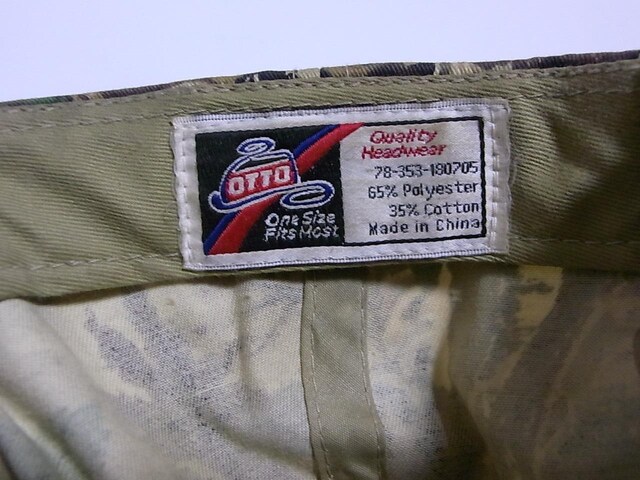 OTTO
One Size
Fits Most
Quality
Headwear
78-353-180705
65% Polyester
35% Cotton
Made in China